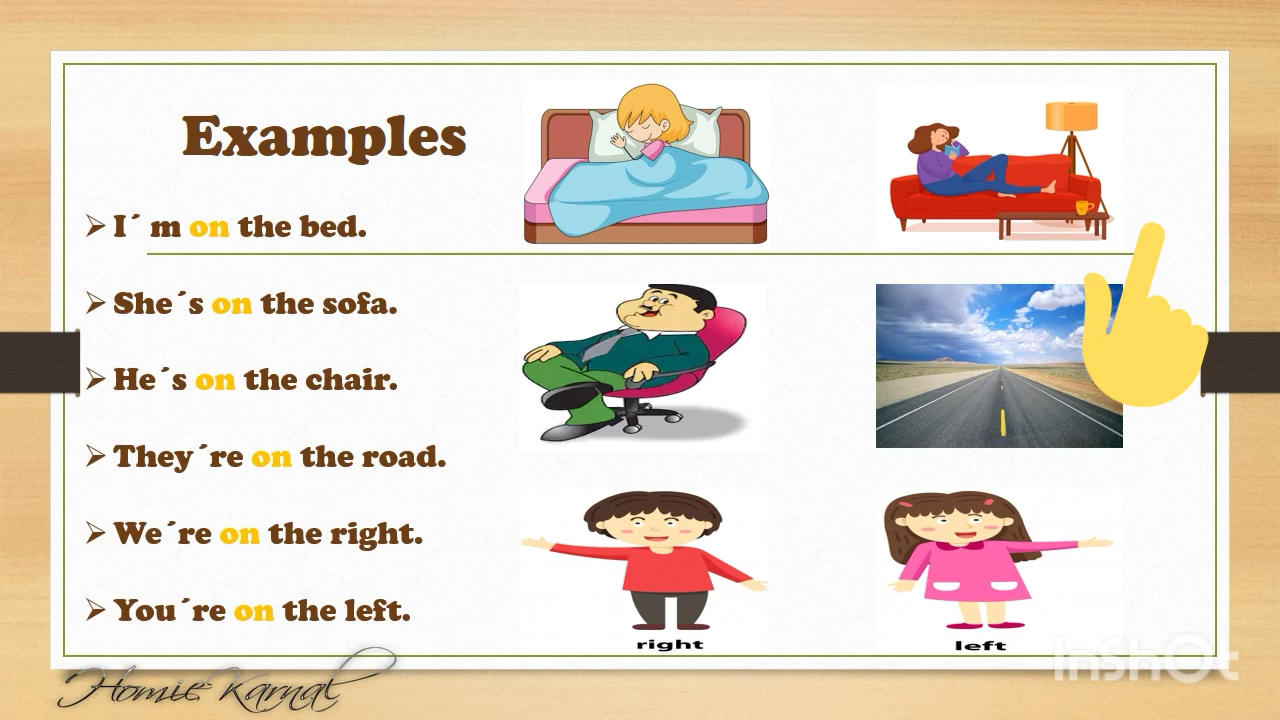 Examples
I´ m on the bed.
She´s on the sofa.
He´s on the chair.
They´re on the road.
We´re on the right.
You´re on the left.
right
left
Homie Karnal
InShOt